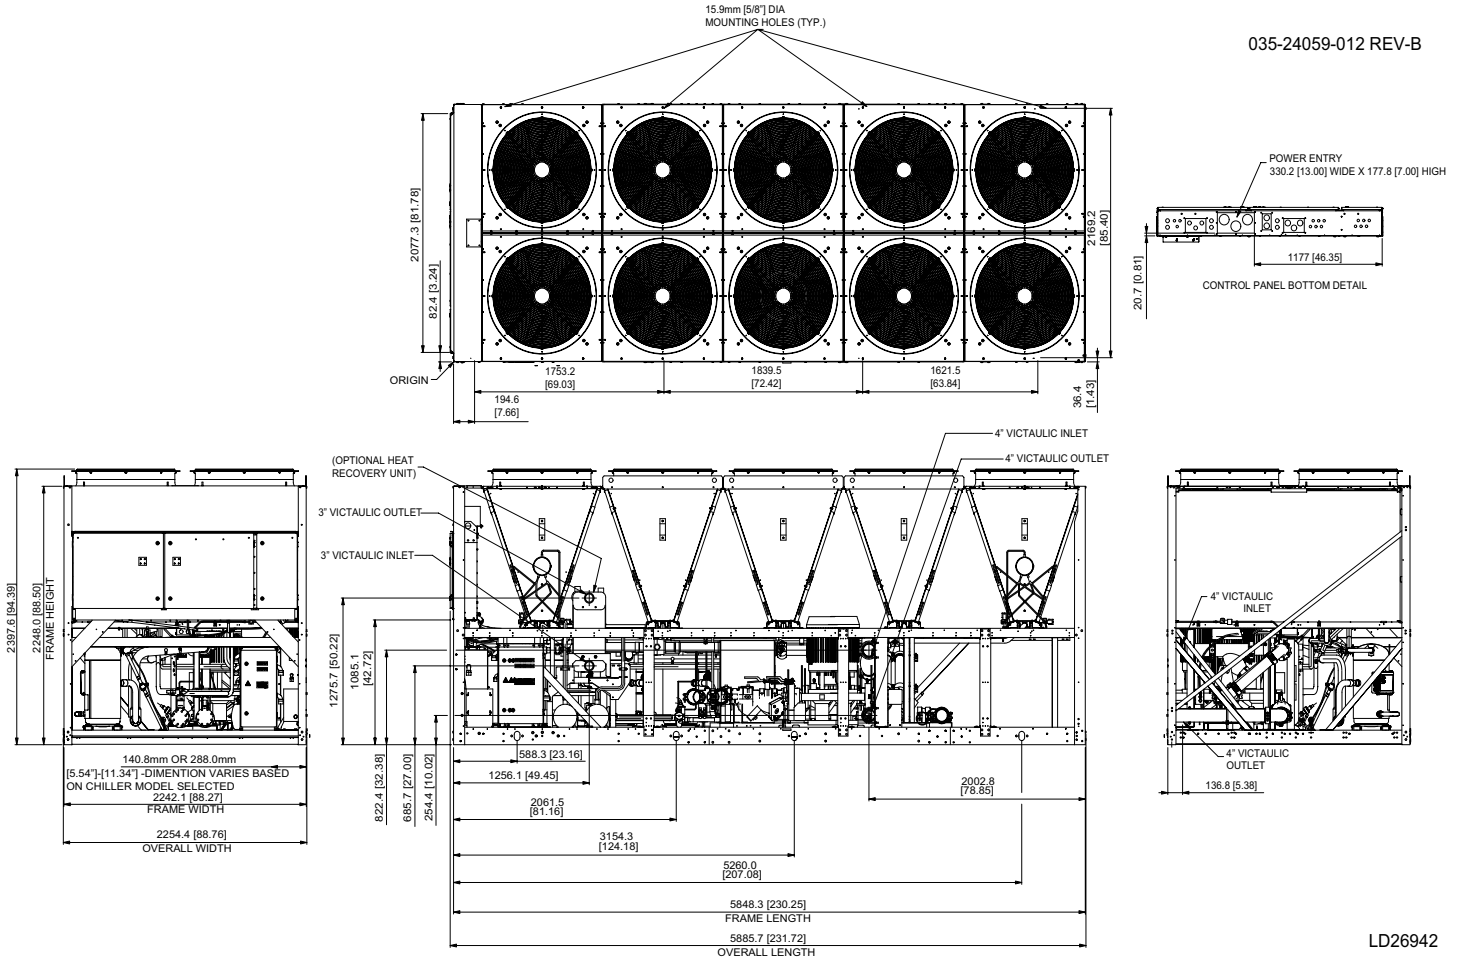 15.9mm [5/8"] DIA
MOUNTING HOLES (TYP.)
035-24059-012 REV-B
2077.3 [81.78]
82.4 [3.24]
ORIGIN
2169.2
[85.40]
36.4
[1.43]
1753.2
[69.03]
1839.5
[72.42]
1621.5
[63.84]
194.6
[7.66]
POWER ENTRY
330.2 [13.00] WIDE X 177.8 [7.00] HIGH
20.7 [0.81]
1177 [46.35]
CONTROL PANEL BOTTOM DETAIL
2397.6 [94.39]
2248.0 [88.50]
FRAME HEIGHT
140.8mm OR 288.0mm
[5.54"]-[11.34"] -DIMENTION VARIES BASED
ON CHILLER MODEL SELECTED
2242.1 [88.27]
FRAME WIDTH
2254.4 [88.76]
OVERALL WIDTH
(OPTIONAL HEAT
RECOVERY UNIT)
3" VICTAULIC OUTLET
3" VICTAULIC INLET
4" VICTAULIC INLET
4" VICTAULIC OUTLET
1275.7 [50.22]
1085.1
[42.72]
822.4 [32.38]
685.7 [27.00]
254.4 [10.02]
588.3 [23.16]
1256.1 [49.45]
2061.5
[81.16]
3154.3
[124.18]
5260.0
[207.08]
2002.8
[78.85]
5848.3 [230.25]
FRAME LENGTH
5885.7 [231.72]
OVERALL LENGTH
4" VICTAULIC
INLET
4" VICTAULIC
OUTLET
136.8 [5.38]
LD26942